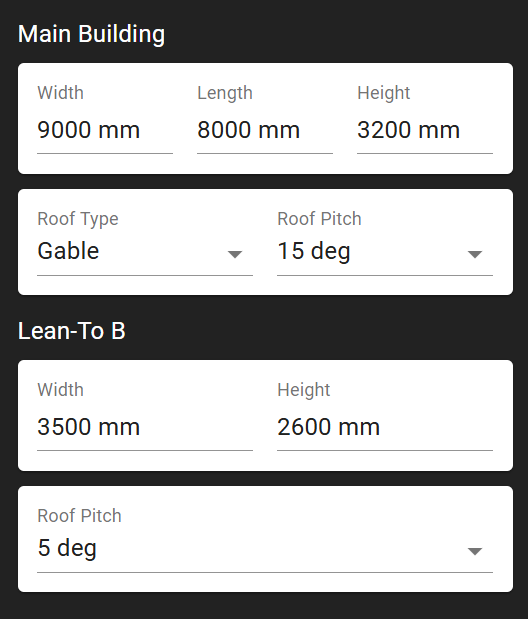 Main Building
Width Length Height
9000 mm 8000 mm 3200 mm
Roof Type Roof Pitch
Gable 15 deg
Lean-To B
Width Height
3500 mm 2600 mm
Roof Pitch
5 deg